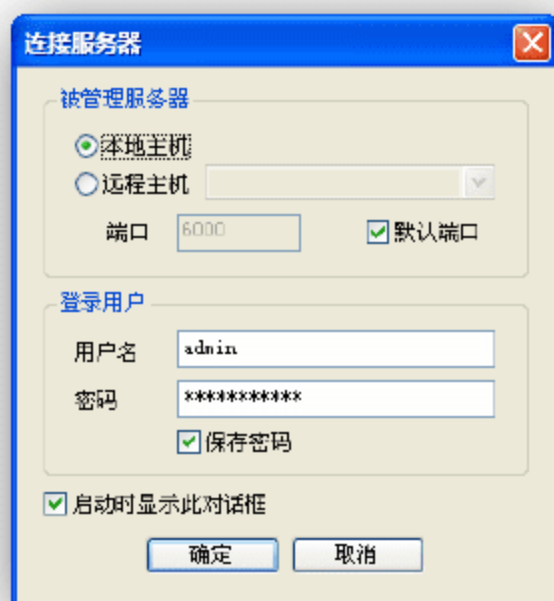 连接服务器
被管理服务器
本地主机
远程主机
端口 6000 默认端口
登录用户
用户名 admin
密码 ***********
保存密码
启动时显示此对话框
确定 取消